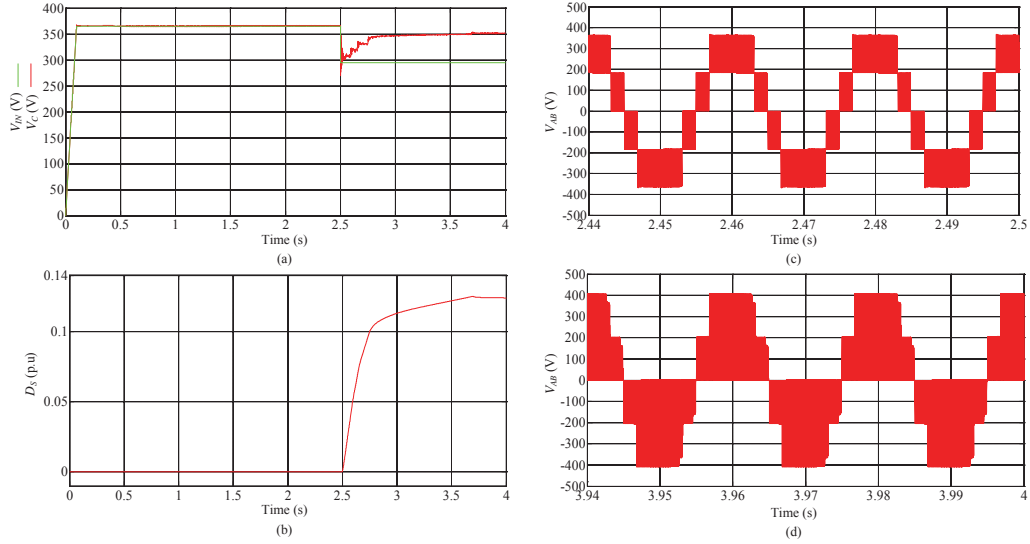 400
350
300
250
200
150
100
50
0
V_IN (V)
V_C (V)
0 0.5 1 1.5 2 2.5 3 3.5 4
Time (s)
(a)
0.14
0.1
0.05
0
D_S (p.u)
0 0.5 1 1.5 2 2.5 3 3.5 4
Time (s)
(b)
500
400
300
200
100
0
-100
-200
-300
-400
-500
V_AB (V)
2.44 2.45 2.46 2.47 2.48 2.49 2.5
Time (s)
(c)
500
400
300
200
100
0
-100
-200
-300
-400
-500
V_AB (V)
3.94 3.95 3.96 3.97 3.98 3.99 4
Time (s)
(d)